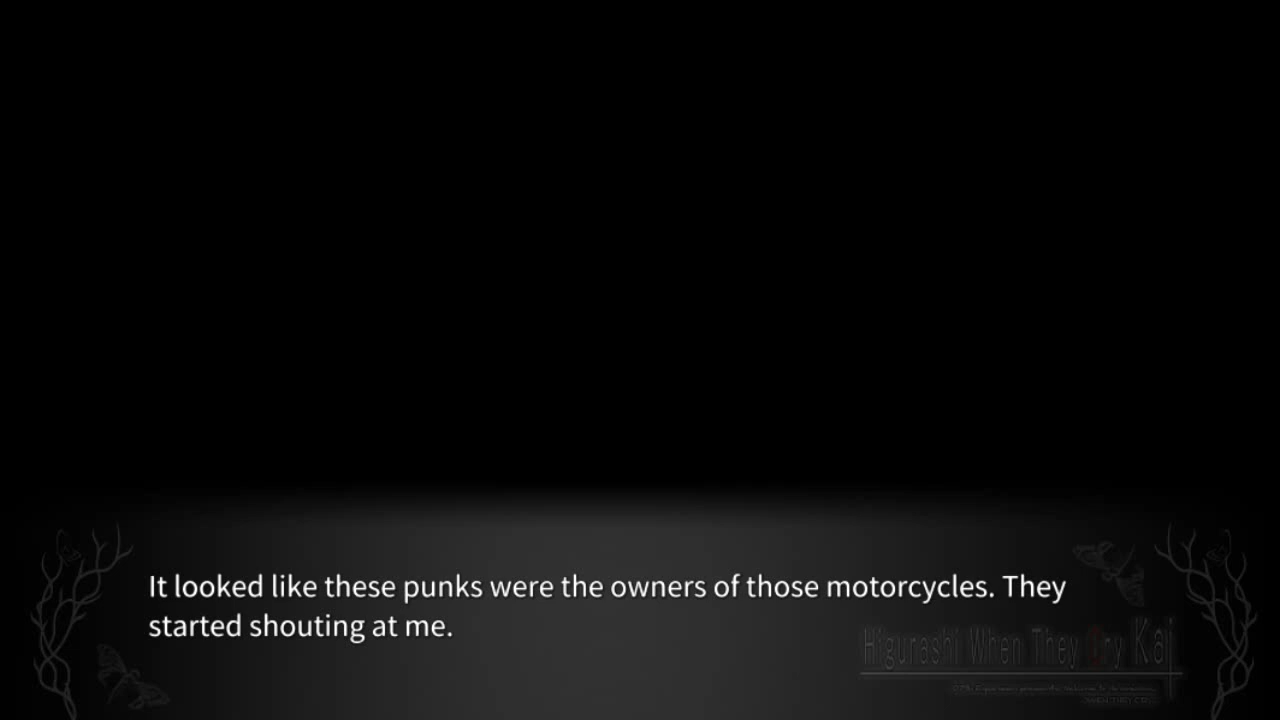 It looked like these punks were the owners of those motorcycles. They
started shouting at me.
Higurashi When They Cry Kai